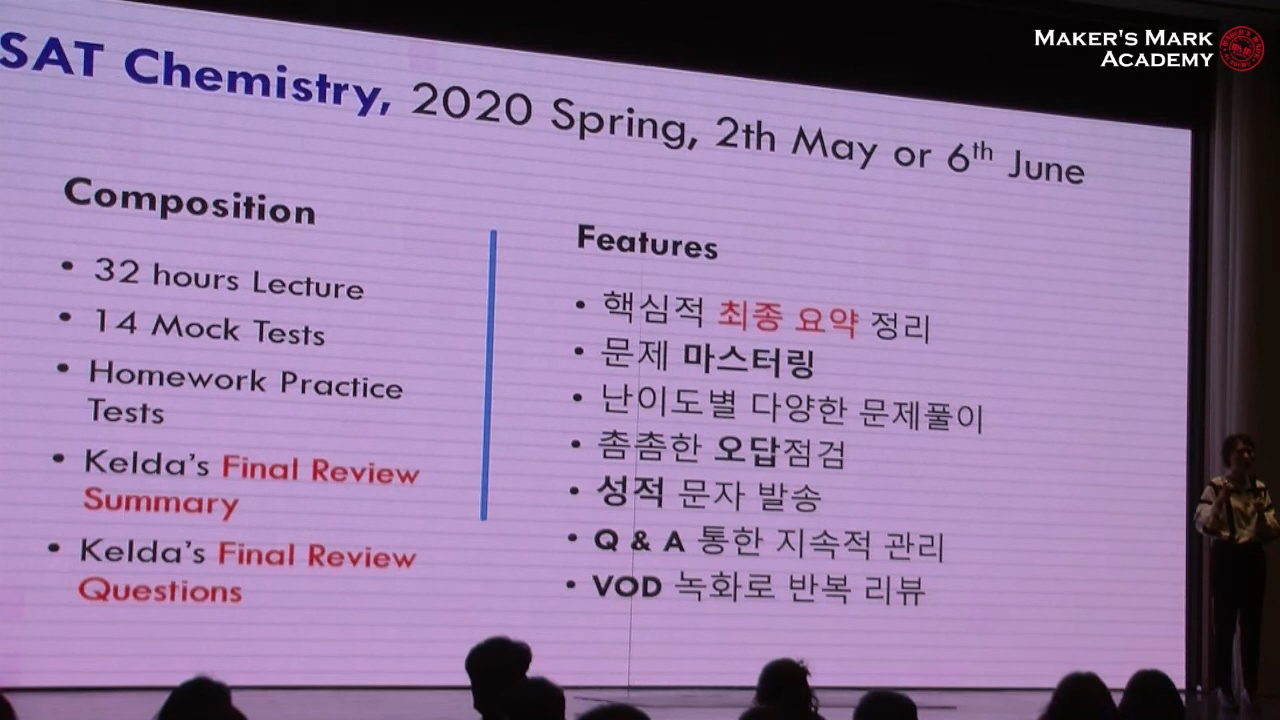 MAKER'S MARK
ACADEMY
SAT Chemistry, 2020 Spring, 2th May or 6th June
Composition
• 32 hours Lecture
• 14 Mock Tests
• Homework Practice
Tests
• Kelda's Final Review
Summary
• Kelda's Final Review
Questions
Features
• 핵심적 최종 요약 정리
• 문제 마스터링
• 난이도별 다양한 문제풀이
• 촘촘한 오답점검
• 성적 문자 발송
• Q & A 통한 지속적 관리
• VOD 녹화로 반복 리뷰